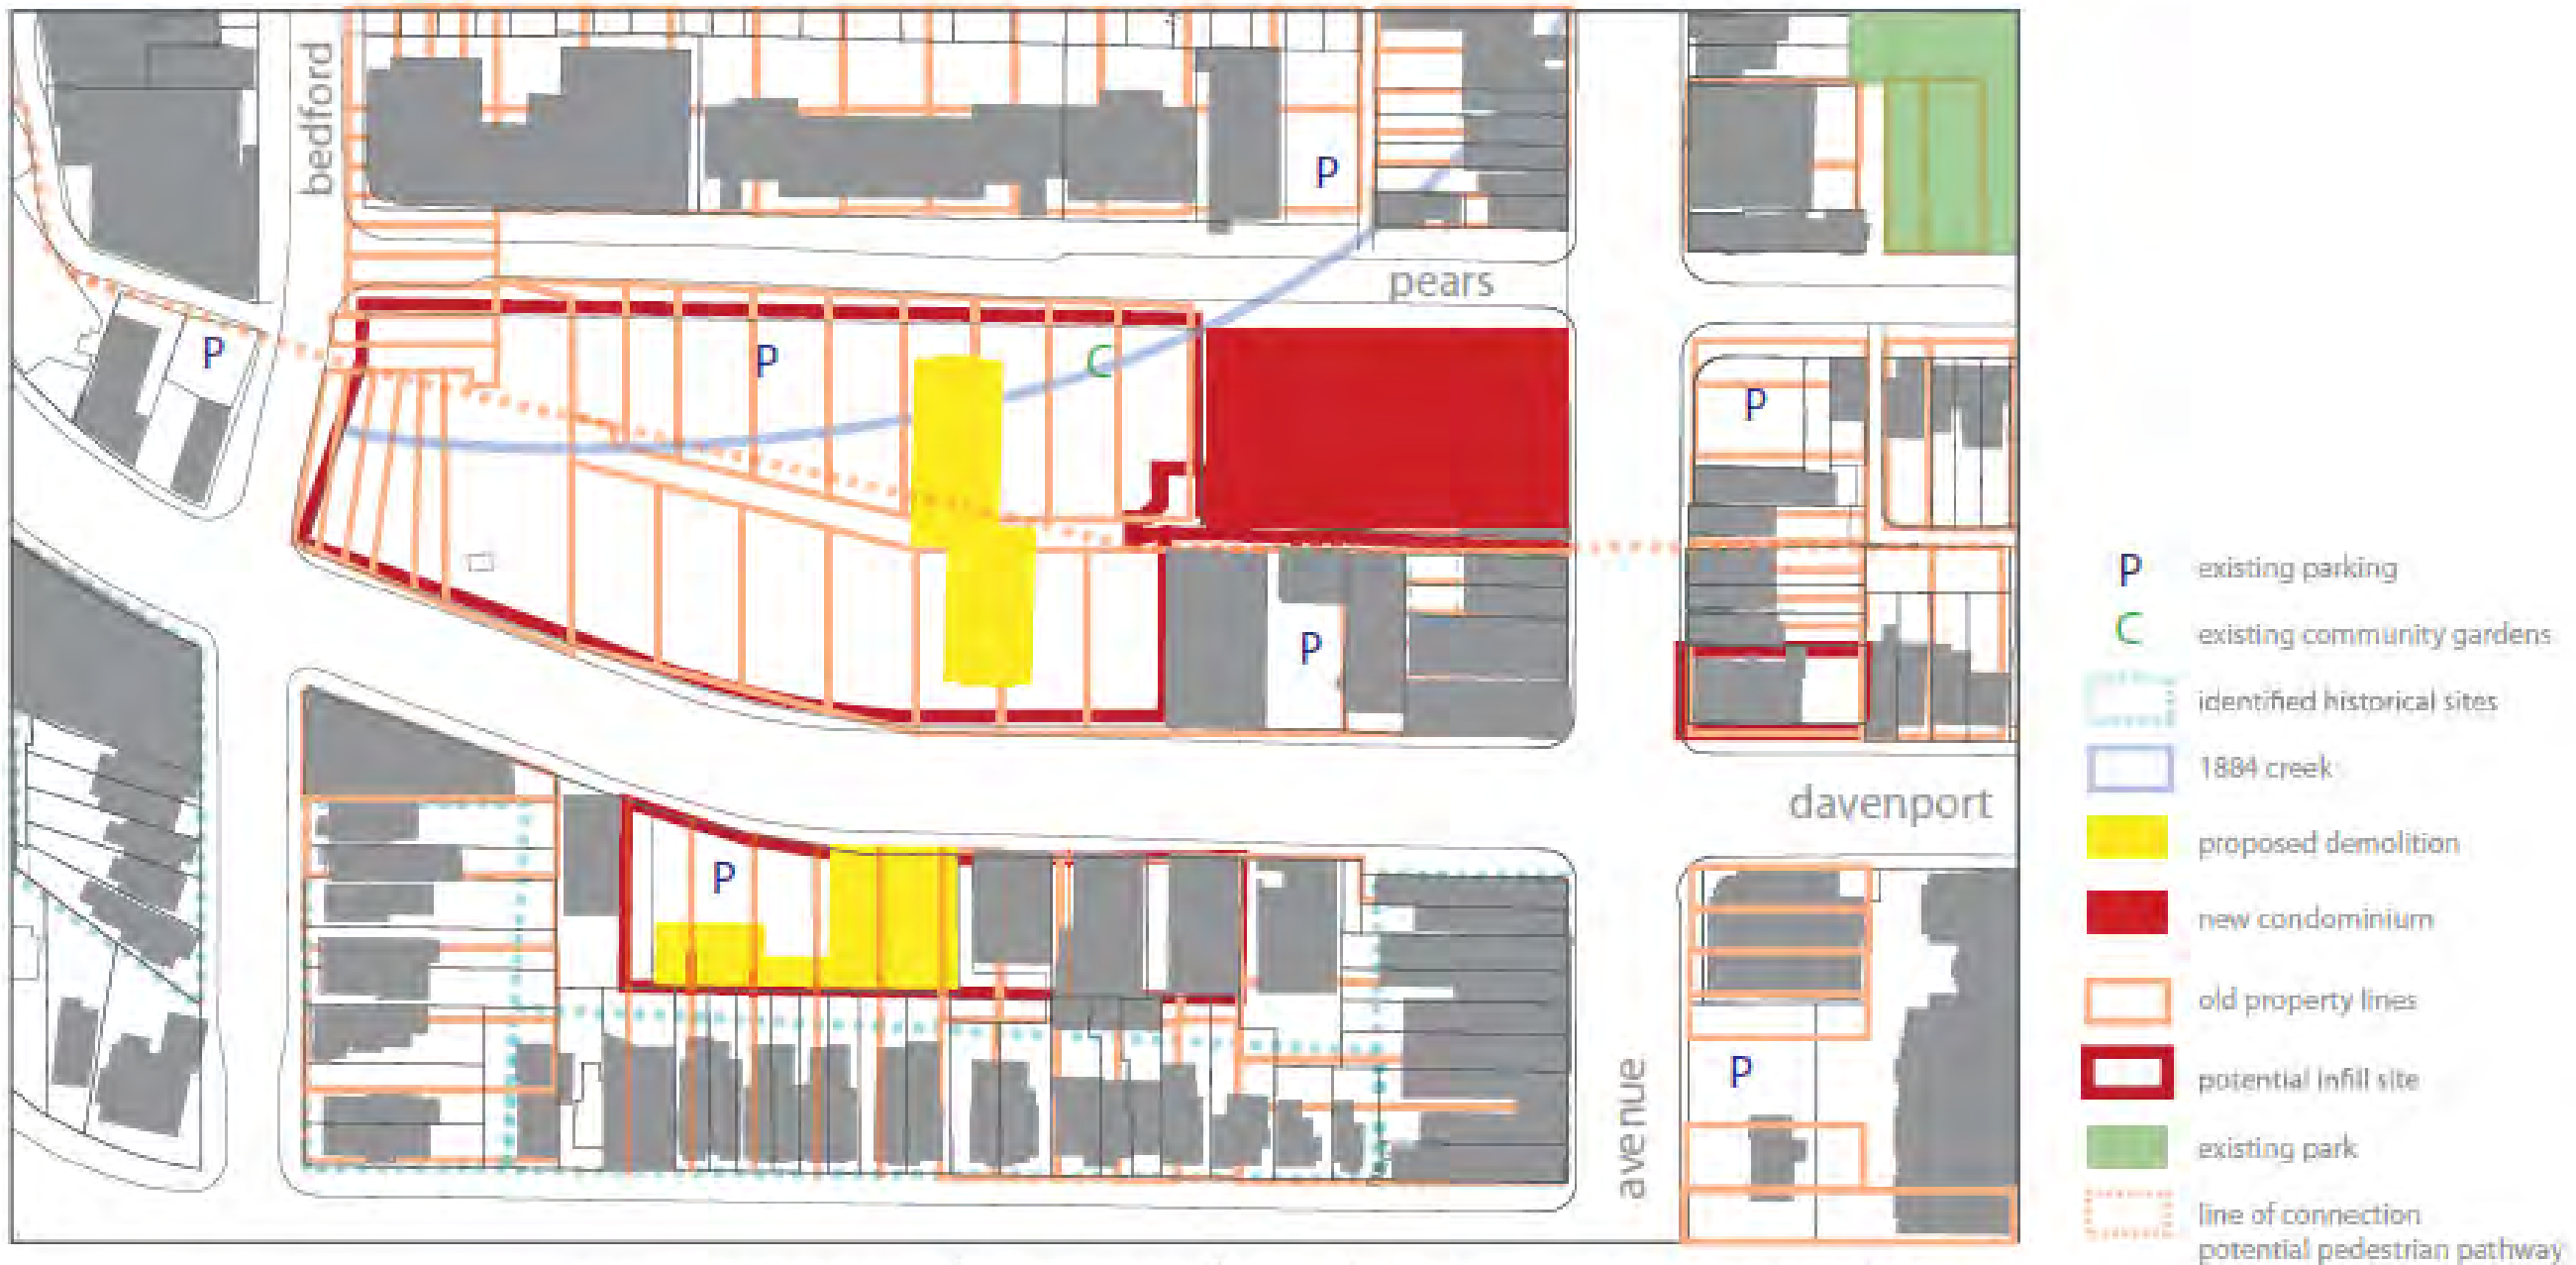 bedford
P
pears
P
P
C
P
P
P
davenport
P
avenue
P
P existing parking
C existing community gardens
identified historical sites
1884 creek
proposed demolition
new condominium
old property lines
potential infill site
existing park
line of connection
potential pedestrian pathway